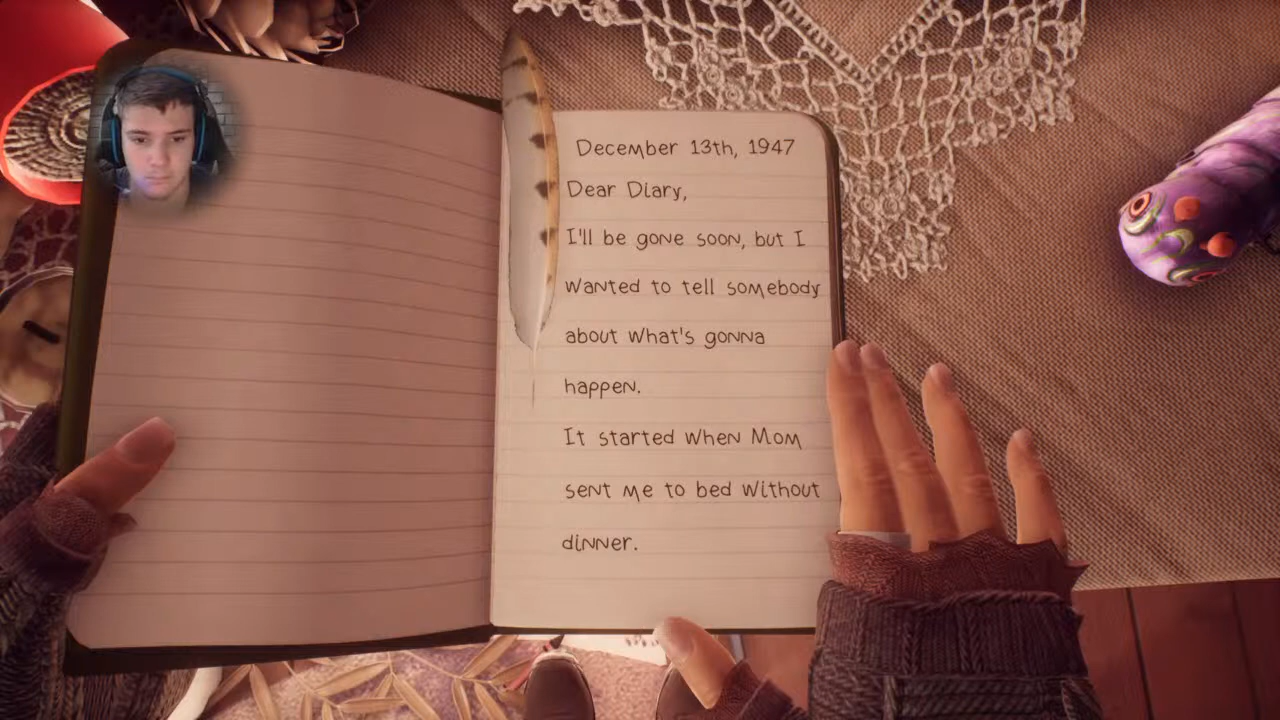 December 13th, 1947
Dear Diary,
I'll be gone soon, but I
wanted to tell somebody
about what's gonna
happen.
It started when Mom
sent me to bed without
dinner.